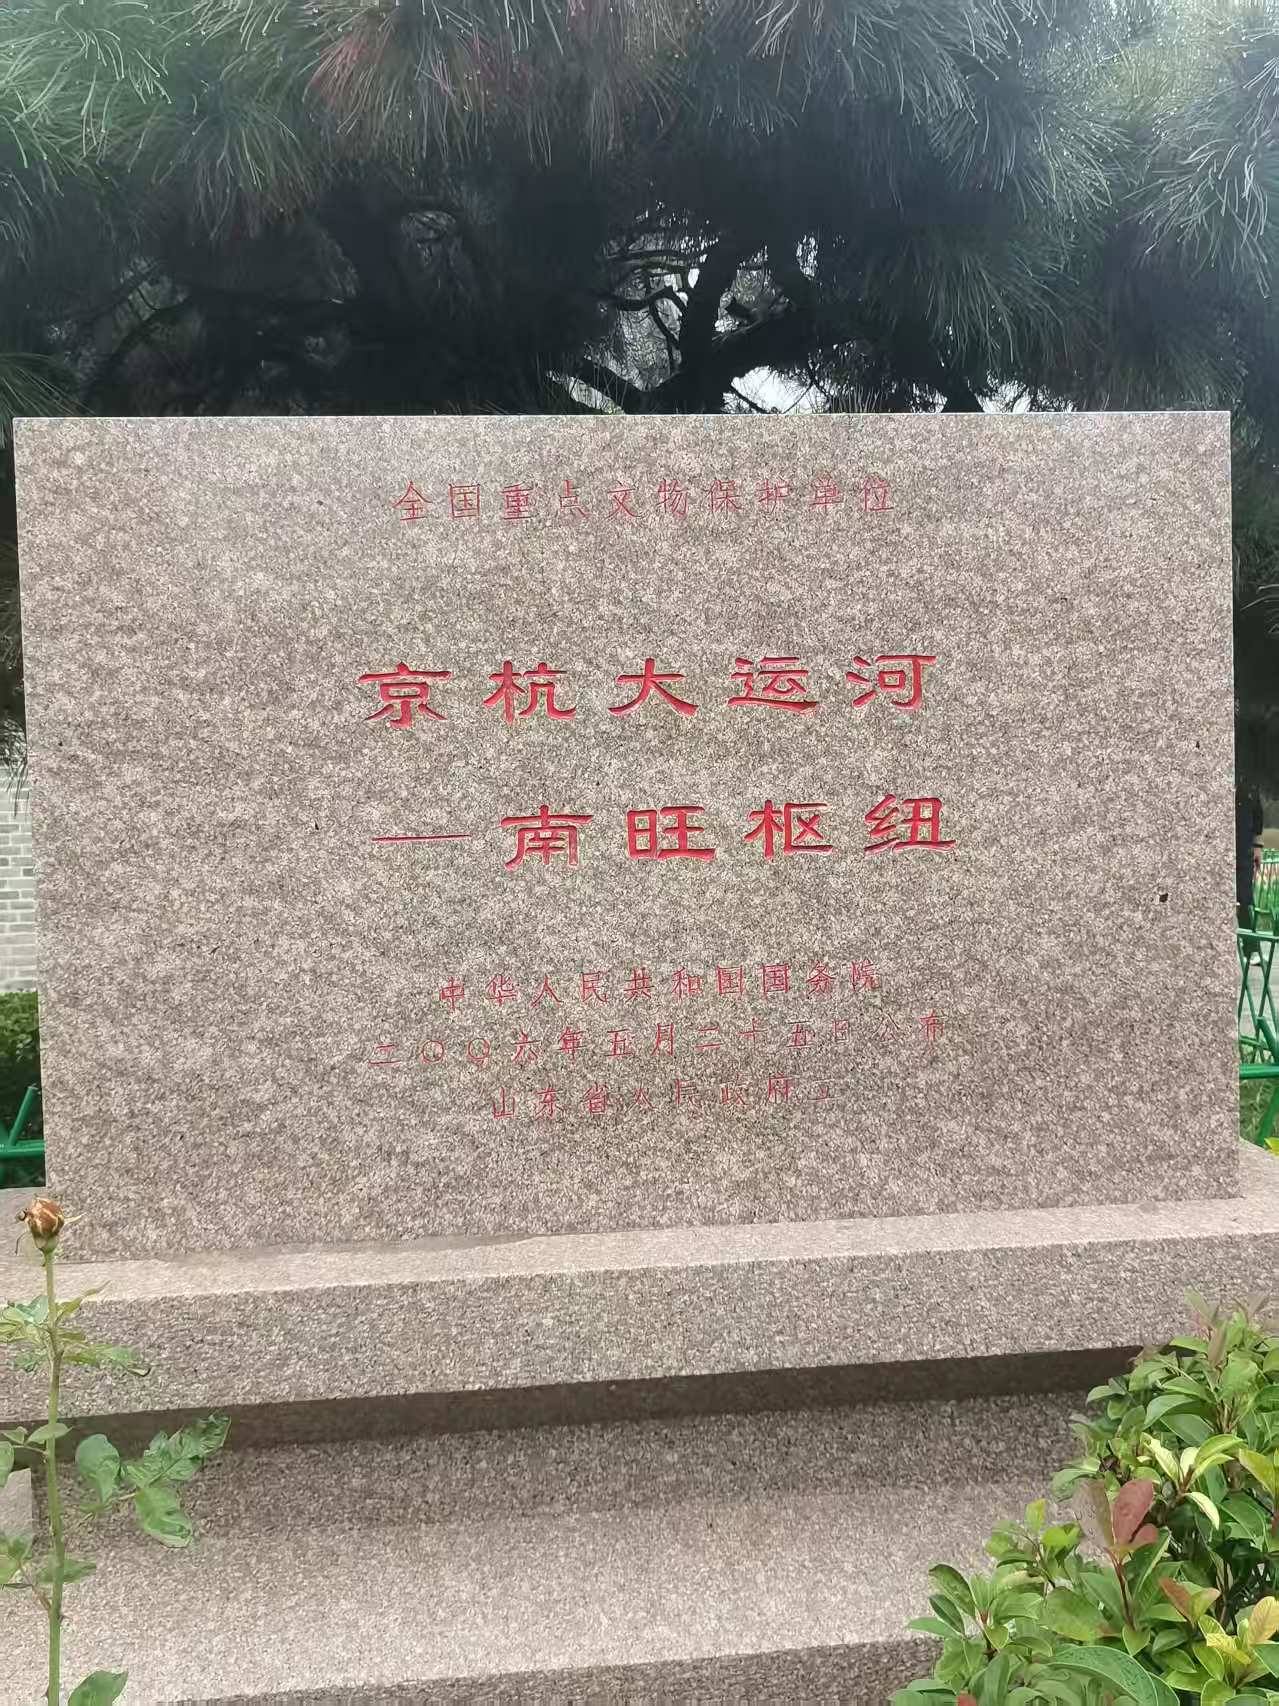 全国重点文物保护单位
京杭大运河
—南旺枢纽
中华人民共和国国务院
二〇〇六年五月二十五日公布
山东省人民政府立